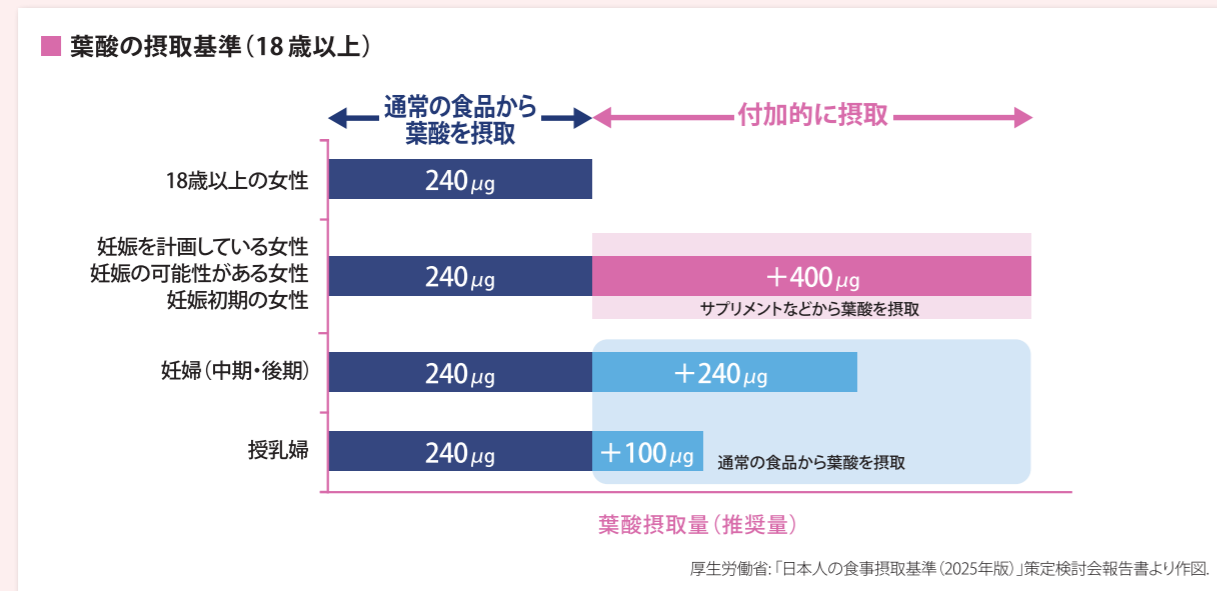 葉酸の摂取基準（18歳以上）
通常の食品から
葉酸を摂取
付加的に摂取
18歳以上の女性
240μg
妊娠を計画している女性
妊娠の可能性がある女性
妊娠初期の女性
240μg
＋400μg
サプリメントなどから葉酸を摂取
妊婦（中期・後期）
240μg
＋240μg
授乳婦
240μg
＋100μg
通常の食品から葉酸を摂取
葉酸摂取量（推奨量）
厚生労働省：「日本人の食事摂取基準（2025年版）」策定検討会報告書より作図.